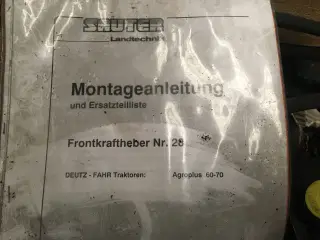 SAUTER
Landtechnik
Montageanleitung
und Ersatzteilliste
Frontkraftheber Nr. 28
DEUTZ - FAHR Traktoren: Agroplus 60-70